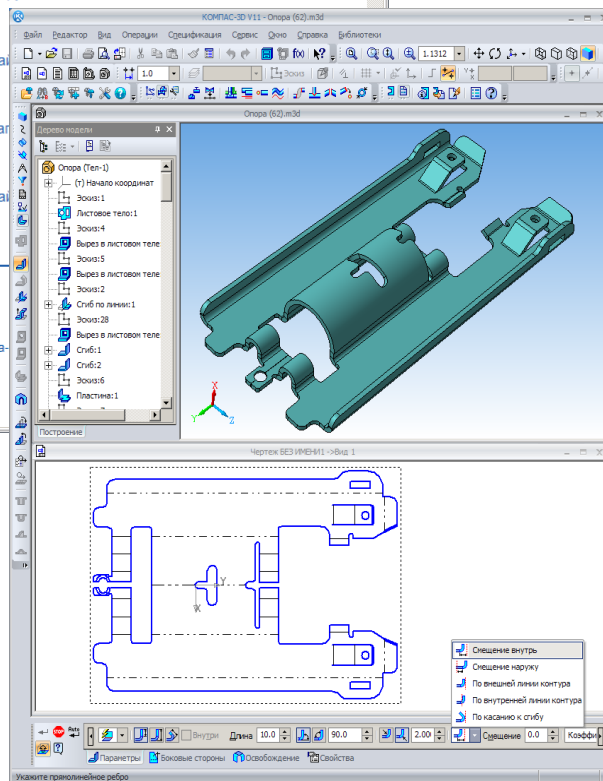 КОМПАС-3D V11 - Опора (62).m3d
Файл Редактор Вид Операции Спецификация Сервис Окно Справка Библиотеки
1.1312
1.0 Эскиз
Опора (62).m3d
Дерево модели
Опора (Тел-1)
(т) Начало координат
Эскиз:1
Листовое тело:1
Эскиз:4
Вырез в листовом теле
Эскиз:5
Вырез в листовом теле
Эскиз:2
Сгиб по линии:1
Эскиз:28
Вырез в листовом теле
Сгиб:1
Сгиб:2
Эскиз:6
Пластина:1
X
Y
Z
Построение
Чертеж БЕЗ ИМЕНИ1 ->Вид 1
Y
X
Смещение внутрь
Смещение наружу
По внешней линии контура
По внутренней линии контура
По касанию к сгибу
STOP Auto Внутри Длина 10.0 90.0 2.00 Смещение 0.0 Коэффи
Параметры Боковые стороны Освобождение Свойства
Укажите прямолинейное ребро